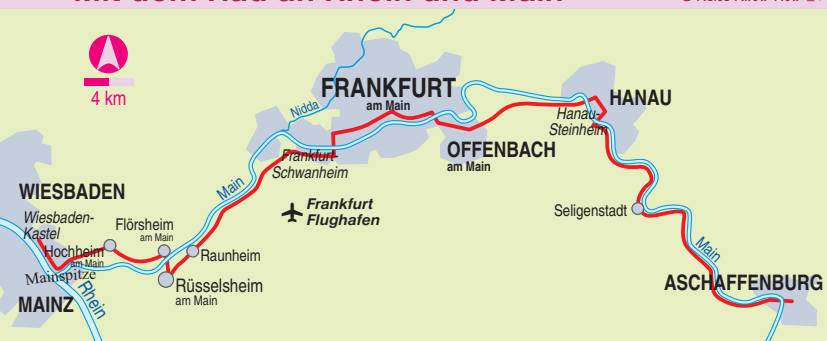 4 km
FRANKFURT
am Main
Nidda
HANAU
Hanau-
Steinheim
OFFENBACH
am Main
Frankfurt-
Schwanheim
Main
WIESBADEN
Wiesbaden-
Kastel
Flörsheim
am Main
Frankfurt
Flughafen
Seligenstadt
Hochheim
am Main
Mainspitze
Raunheim
Main
Rüsselsheim
am Main
ASCHAFFENBURG
MAINZ
Rhein